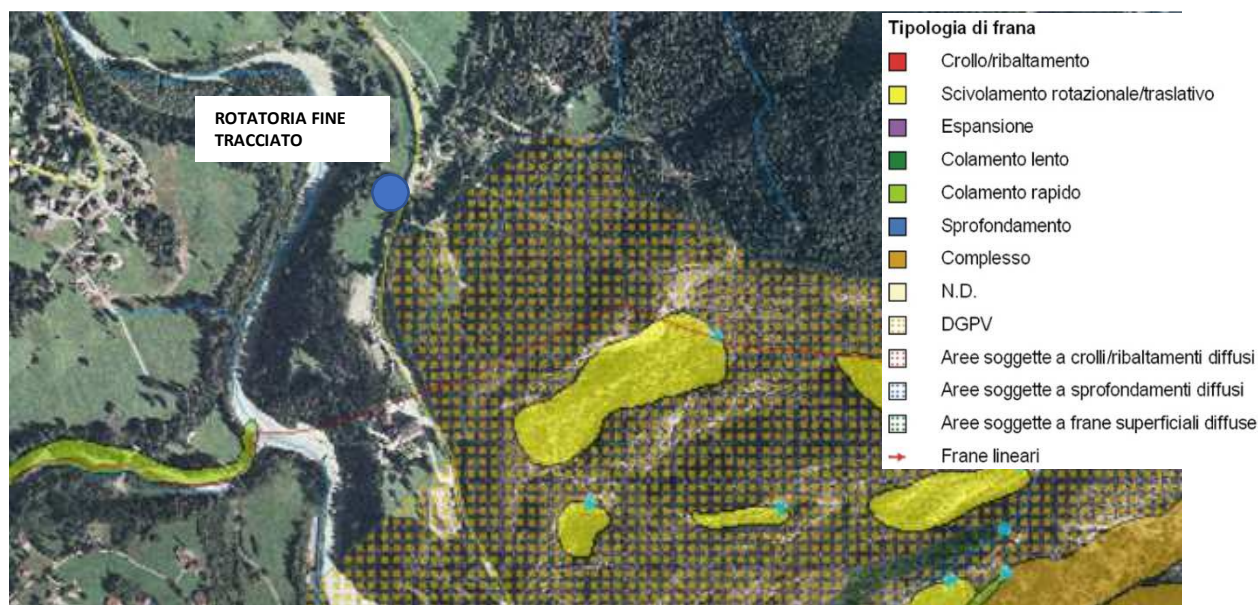 ROTATORIA FINE
TRACCIATO
Tipologia di frana
Crollo/ribaltamento
Scivolamento rotazionale/traslativo
Espansione
Colamento lento
Colamento rapido
Sprofondamento
Complesso
N.D.
DGPV
Aree soggette a crolli/ribaltamenti diffusi
Aree soggette a sprofondamenti diffusi
Aree soggette a frane superficiali diffuse
Frane lineari